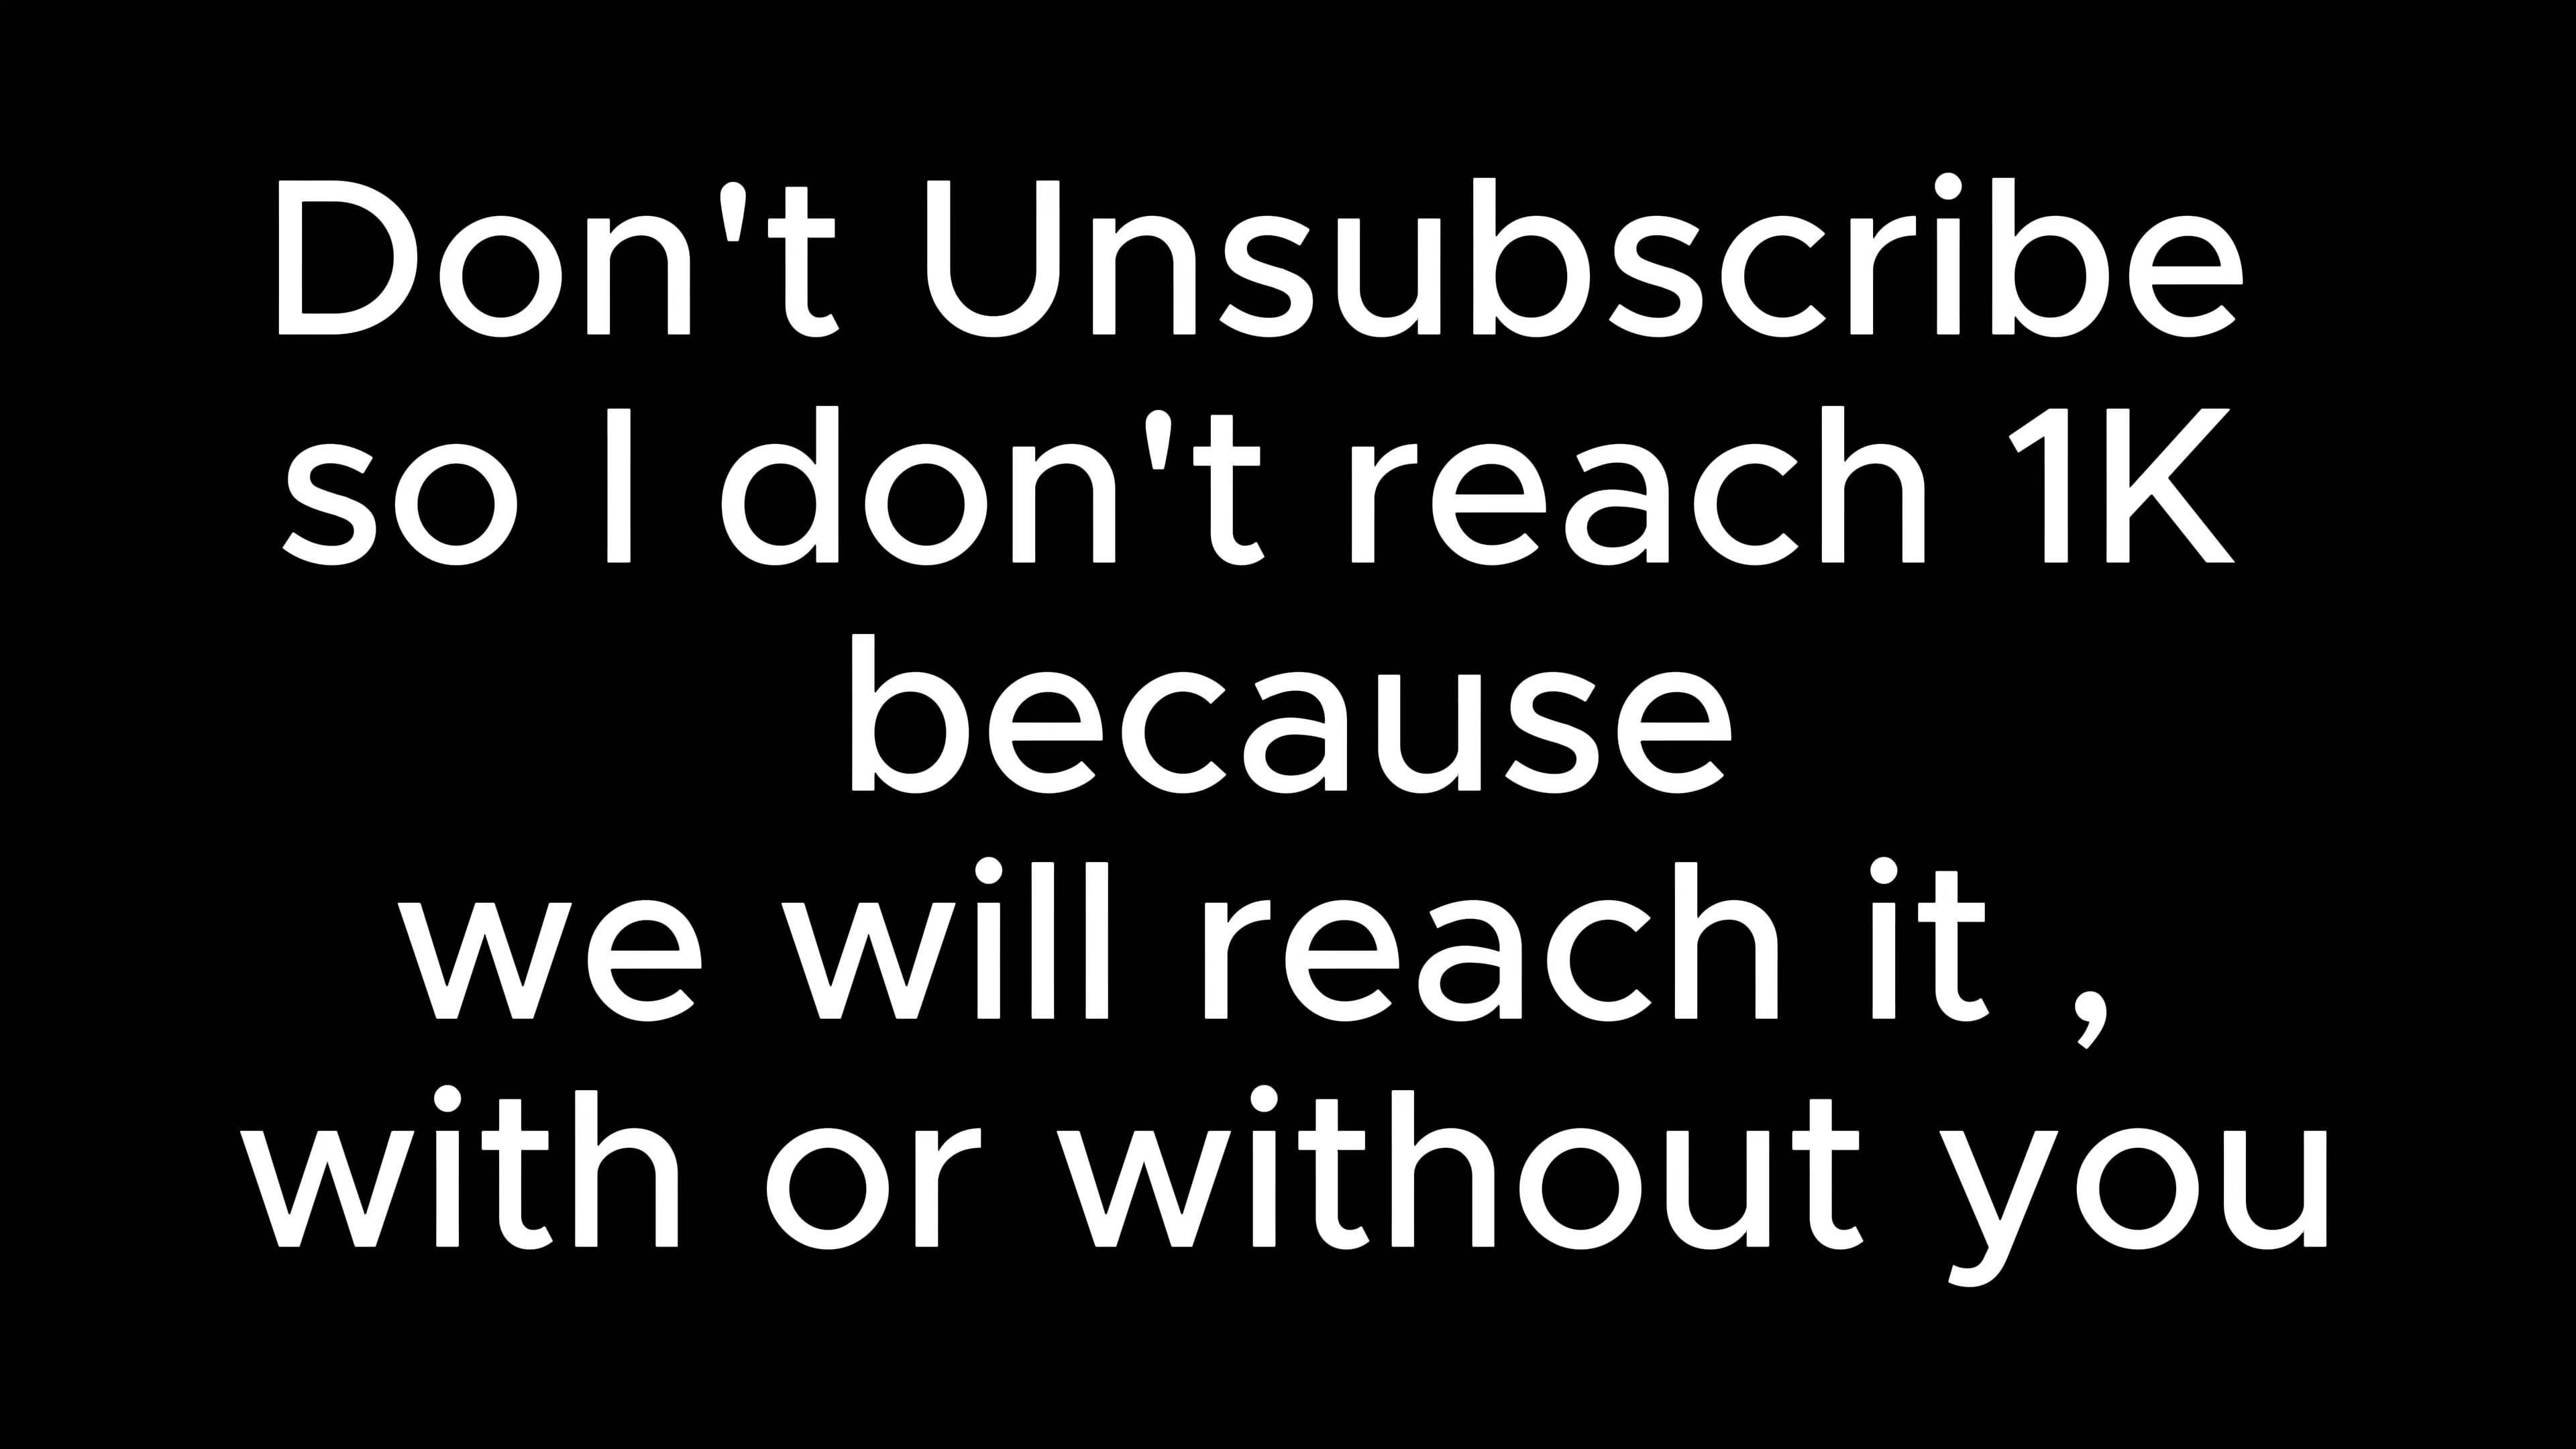 Don't Unsubscribe
so I don't reach 1K
because
we will reach it ,
with or without you